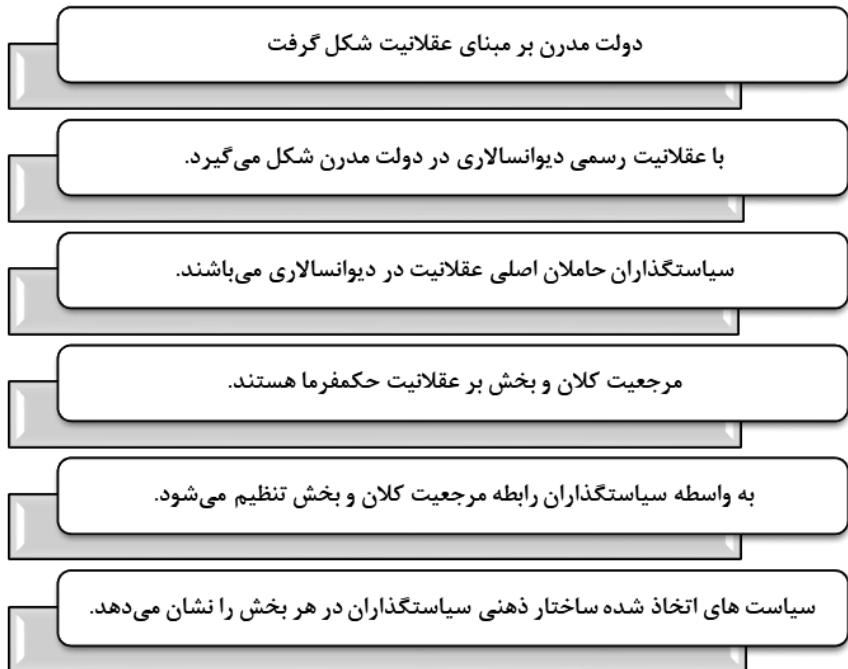 دولت مدرن بر مبنای عقلانیت شکل گرفت
با عقلانیت رسمی دیوانسالاری در دولت مدرن شکل می‌گیرد.
سیاستگذاران حاملان اصلی عقلانیت در دیوانسالاری می‌باشند.
مرجعیت کلان و بخش بر عقلانیت حکمفرما هستند.
به واسطه سیاستگذاران رابطه مرجعیت کلان و بخش تنظیم می‌شود.
سیاست های اتخاذ شده ساختار ذهنی سیاستگذاران در هر بخش را نشان می‌دهد.